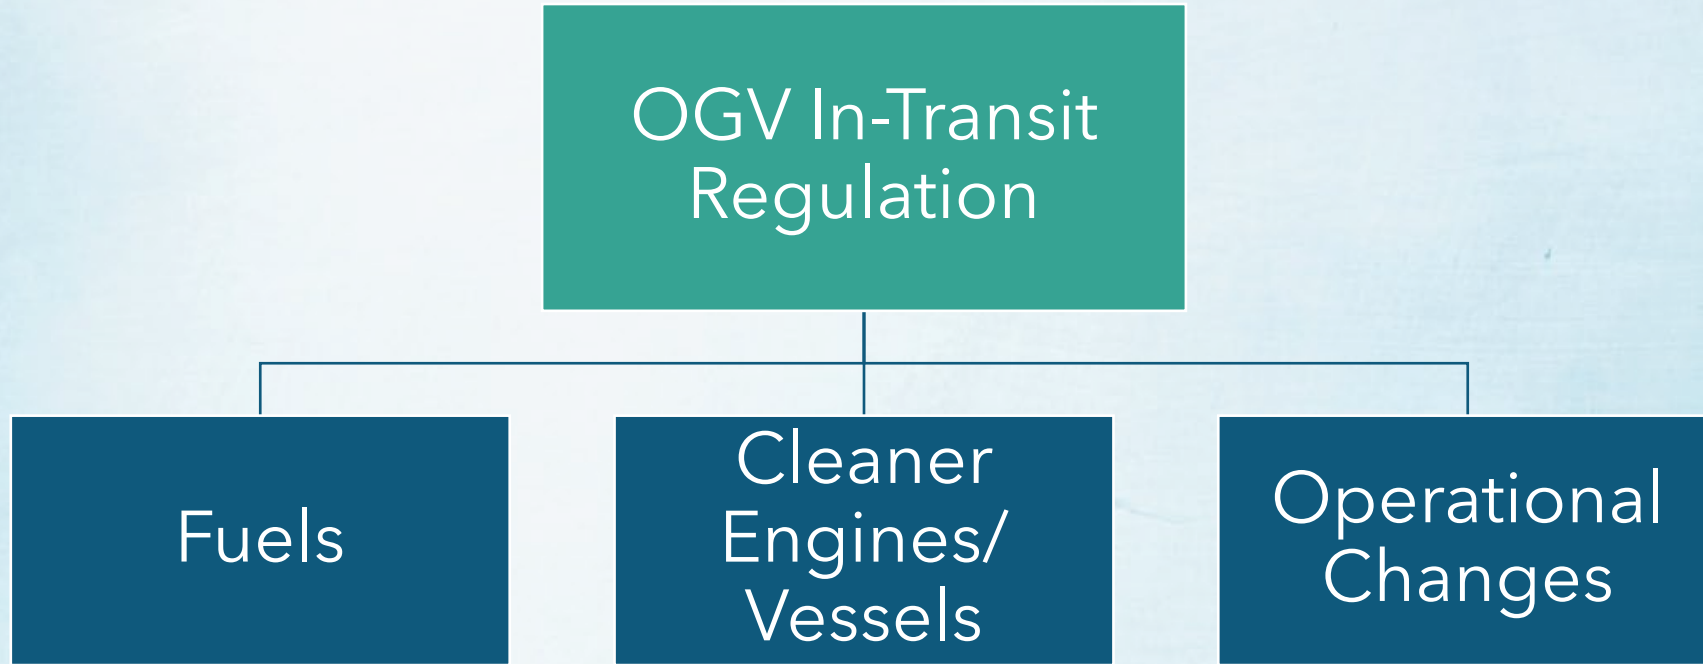 OGV In-Transit
Regulation
Fuels
Cleaner
Engines/
Vessels
Operational
Changes